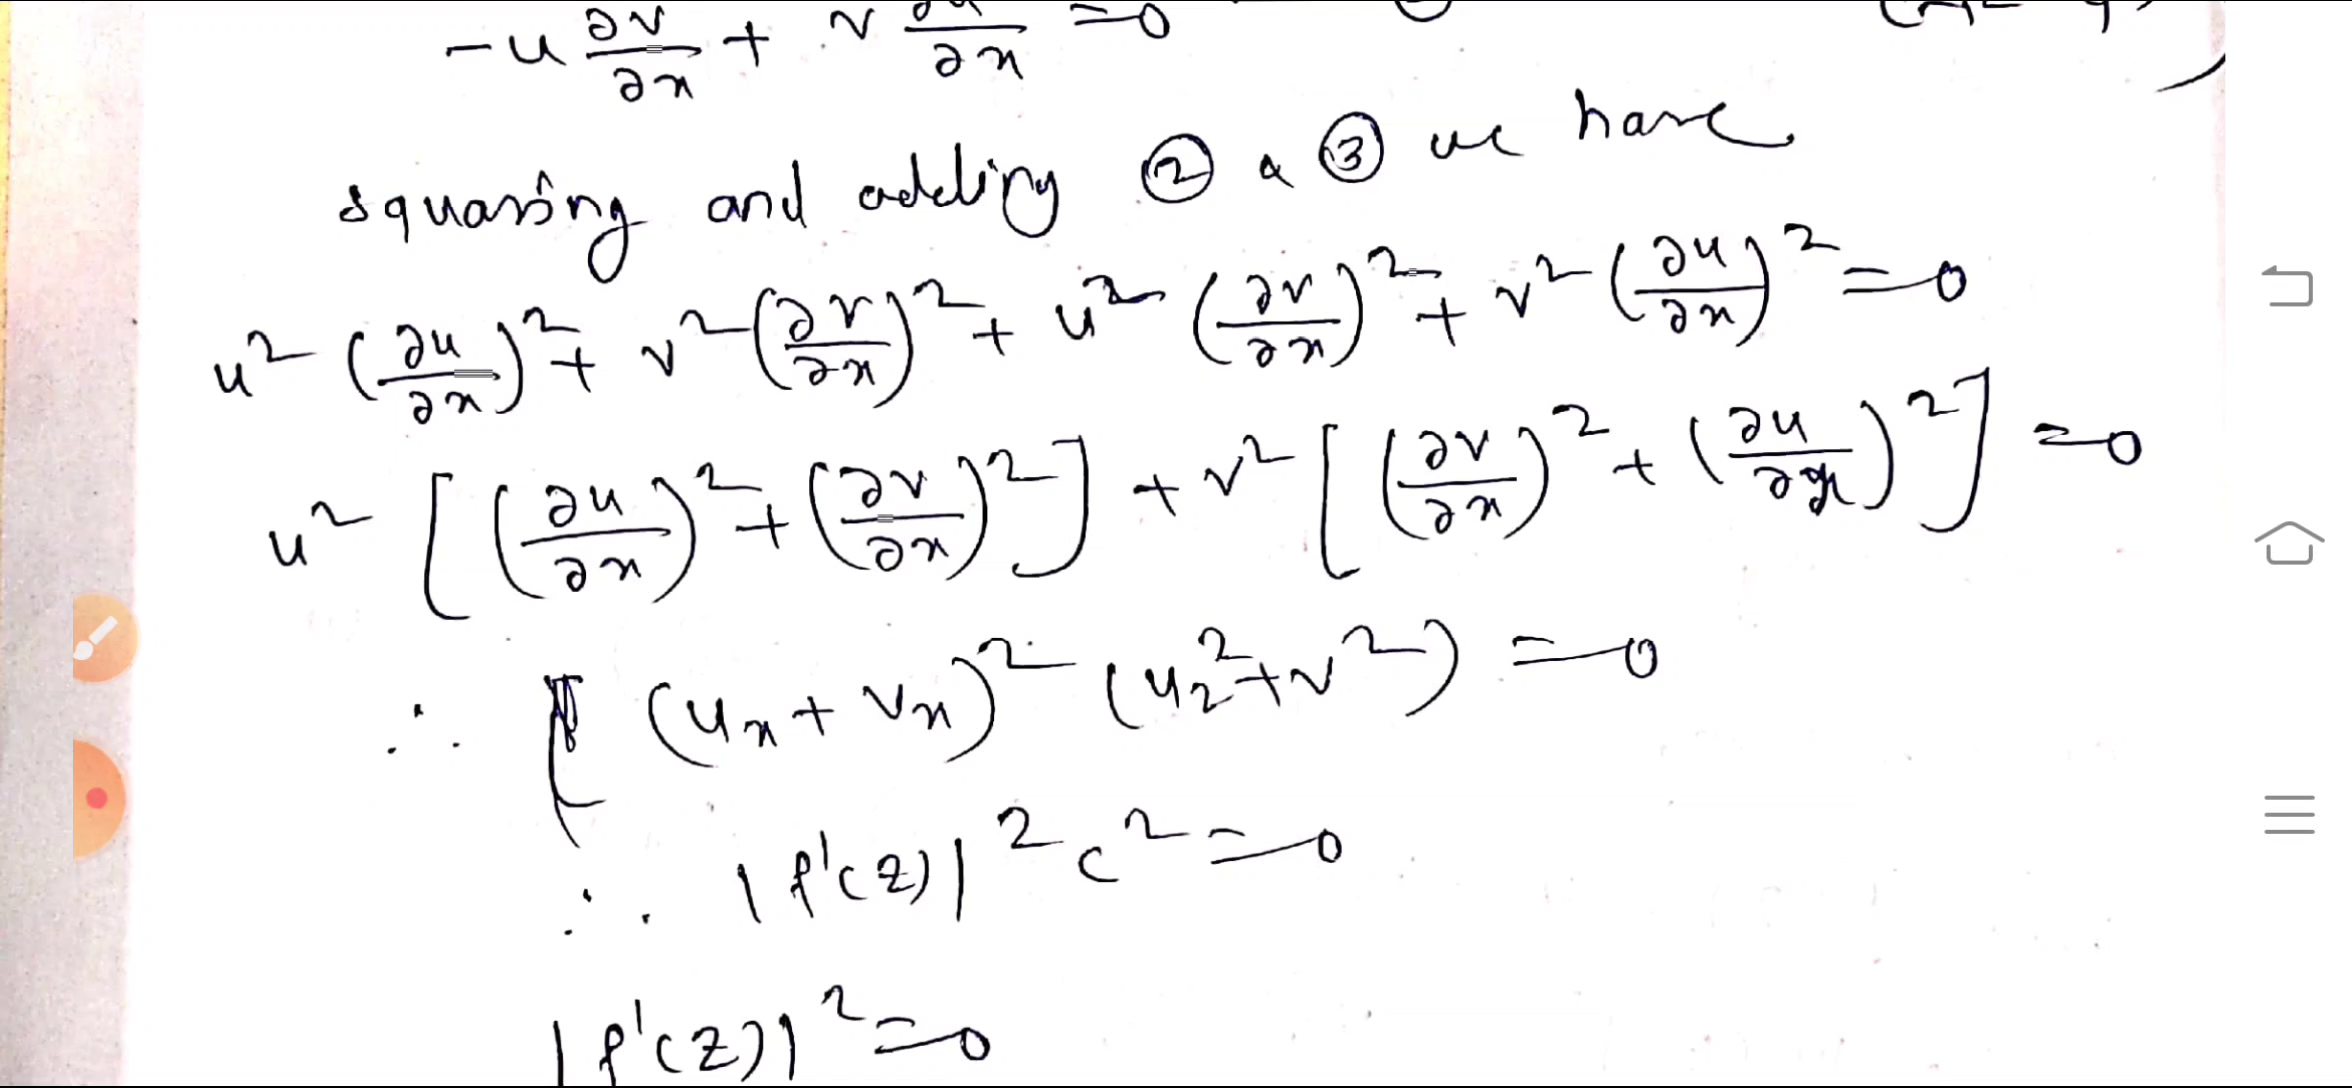 -u ∂v/∂x + v ∂u/∂x =0
squaring and adding ② & ③ we have
u² (∂u/∂x)² + v² (∂v/∂x)² + u² (∂v/∂x)² + v² (∂u/∂x)² =0
u² [(∂u/∂x)² + (∂v/∂x)²] + v² [(∂v/∂x)² + (∂u/∂x)²] =0
∴ (uₓ + vₓ)² (u₂² + v²) =0
∴ |f'(z)|² c² =0
|f'(z)|² =0